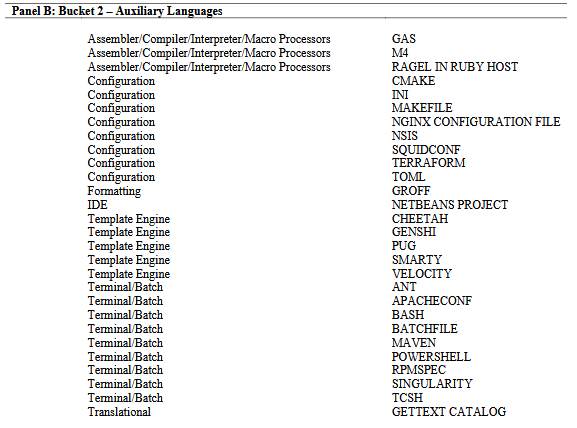 Panel B: Bucket 2 – Auxiliary Languages
Assembler/Compiler/Interpreter/Macro Processors GAS
Assembler/Compiler/Interpreter/Macro Processors M4
Assembler/Compiler/Interpreter/Macro Processors RAGEL IN RUBY HOST
Configuration CMAKE
Configuration INI
Configuration MAKEFILE
Configuration NGINX CONFIGURATION FILE
Configuration NSIS
Configuration SQUIDCONF
Configuration TERRAFORM
Configuration TOML
Formatting GROFF
IDE NETBEANS PROJECT
Template Engine CHEETAH
Template Engine GENSHI
Template Engine PUG
Template Engine SMARTY
Template Engine VELOCITY
Terminal/Batch ANT
Terminal/Batch APACHECONF
Terminal/Batch BASH
Terminal/Batch BATCHFILE
Terminal/Batch MAVEN
Terminal/Batch POWERSHELL
Terminal/Batch RPMSPEC
Terminal/Batch SINGULARITY
Terminal/Batch TCSH
Translational GETTEXT CATALOG